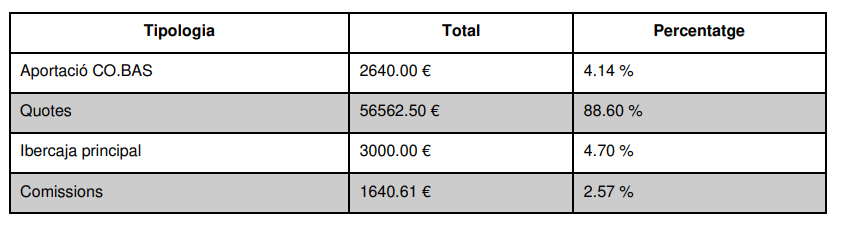 Tipologia Total Percentatge
Aportació CO.BAS 2640.00 € 4.14 %
Quotes 56562.50 € 88.60 %
Ibercaja principal 3000.00 € 4.70 %
Comissions 1640.61 € 2.57 %